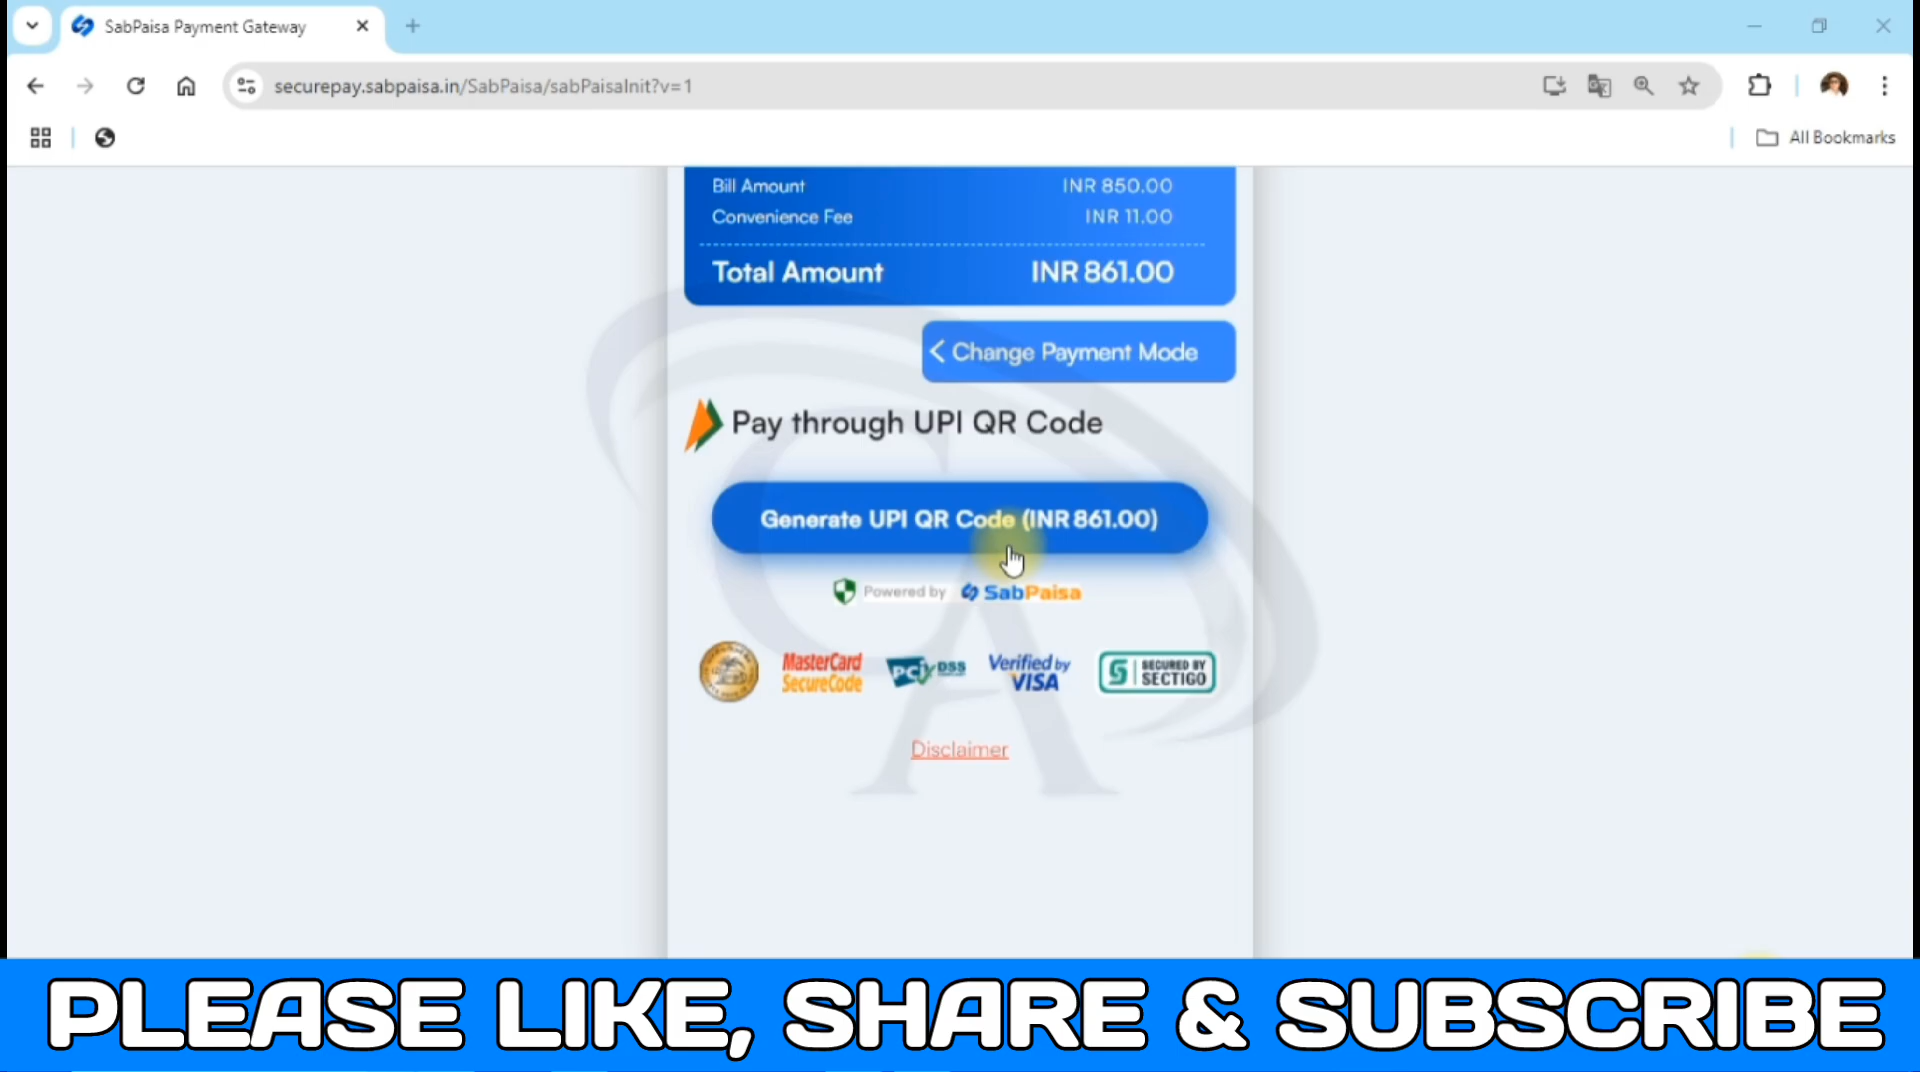 SabPaisa Payment Gateway
securepay.sabpaisa.in/SabPaisa/sabPaisaInit?v=1
All Bookmarks
Bill Amount INR 850.00
Convenience Fee INR 11.00
Total Amount INR 861.00
Change Payment Mode
Pay through UPI QR Code
Generate UPI QR Code (INR 861.00)
Powered by SabPaisa
MasterCard
SecureCode
PCI DSS
Verified by
VISA
SECURED BY
SECTIGO
Disclaimer
CA
PLEASE LIKE, SHARE & SUBSCRIBE